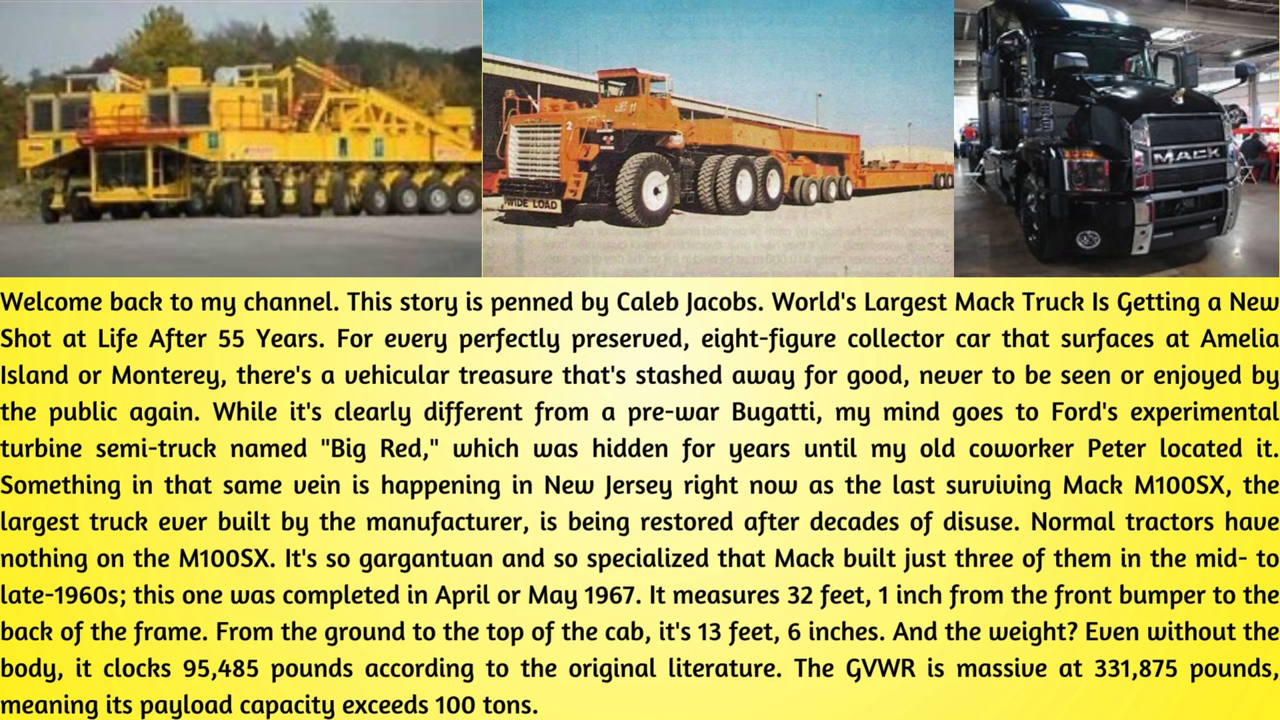 WIDE LOAD
MACK
Welcome back to my channel. This story is penned by Caleb Jacobs. World's Largest Mack Truck Is Getting a New
Shot at Life After 55 Years. For every perfectly preserved, eight-figure collector car that surfaces at Amelia
Island or Monterey, there's a vehicular treasure that's stashed away for good, never to be seen or enjoyed by
the public again. While it's clearly different from a pre-war Bugatti, my mind goes to Ford's experimental
turbine semi-truck named "Big Red," which was hidden for years until my old coworker Peter located it.
Something in that same vein is happening in New Jersey right now as the last surviving Mack M100SX, the
largest truck ever built by the manufacturer, is being restored after decades of disuse. Normal tractors have
nothing on the M100SX. It's so gargantuan and so specialized that Mack built just three of them in the mid- to
late-1960s; this one was completed in April or May 1967. It measures 32 feet, 1 inch from the front bumper to the
back of the frame. From the ground to the top of the cab, it's 13 feet, 6 inches. And the weight? Even without the
body, it clocks 95,485 pounds according to the original literature. The GVWR is massive at 331,875 pounds,
meaning its payload capacity exceeds 100 tons.